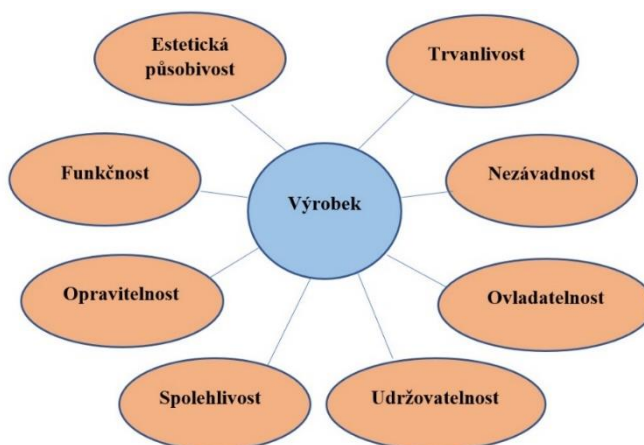 Estetická
působivost
Trvanlivost
Funkčnost
Nezávadnost
Výrobek
Opravitelnost
Ovladatelnost
Spolehlivost
Udržovatelnost